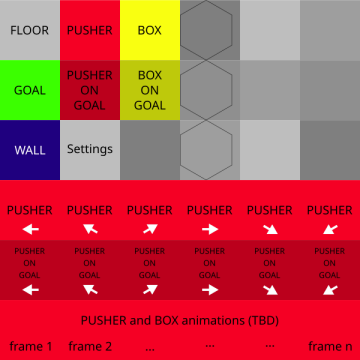 FLOOR PUSHER BOX
GOAL PUSHER ON GOAL BOX ON GOAL
WALL Settings
PUSHER PUSHER PUSHER PUSHER PUSHER PUSHER
PUSHER PUSHER PUSHER PUSHER PUSHER PUSHER
ON ON ON ON ON ON
GOAL GOAL GOAL GOAL GOAL GOAL
PUSHER and BOX animations (TBD)
frame 1 frame 2 ... ... ... frame n